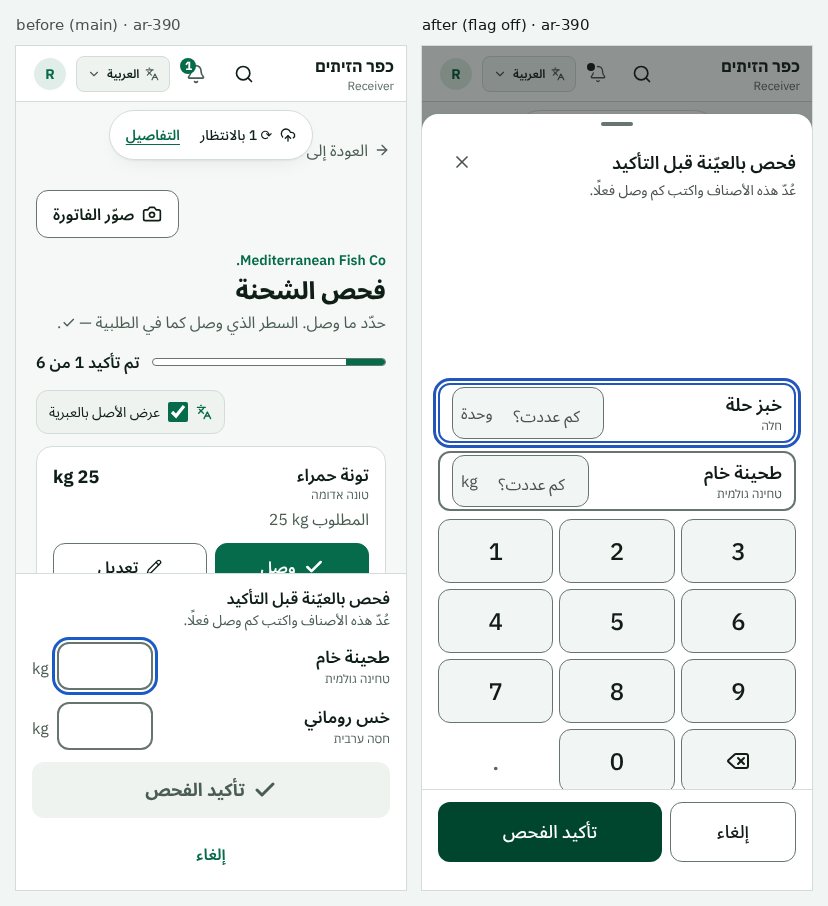 before (main) · ar-390
כפר הזיתים
Receiver
1
العربية
R
1 بالانتظار
التفاصيل
العودة إلى
صوّر الفاتورة
Mediterranean Fish Co.
فحص الشحنة
حدّد ما وصل. السطر الذي وصل كما في الطلبية — ✓.
تم تأكيد 1 من 6
عرض الأصل بالعبرية
تونة حمراء
25 kg
טונה אדומה
المطلوب 25 kg
وصل
تعديل
فحص بالعيّنة قبل التأكيد
عُدّ هذه الأصناف واكتب كم وصل فعلًا.
طحينة خام
טחינה גולמית
kg
خس روماني
חסה ערבית
kg
تأكيد الفحص
إلغاء
after (flag off) · ar-390
כפר הזיתים
Receiver
العربية
R
فحص بالعيّنة قبل التأكيد
عُدّ هذه الأصناف واكتب كم وصل فعلًا.
خبز حلة
חלה
كم عددت؟
وحدة
طحينة خام
טחינה גולמית
كم عددت؟
kg
1 2 3
4 5 6
7 8 9
. 0
إلغاء
تأكيد الفحص